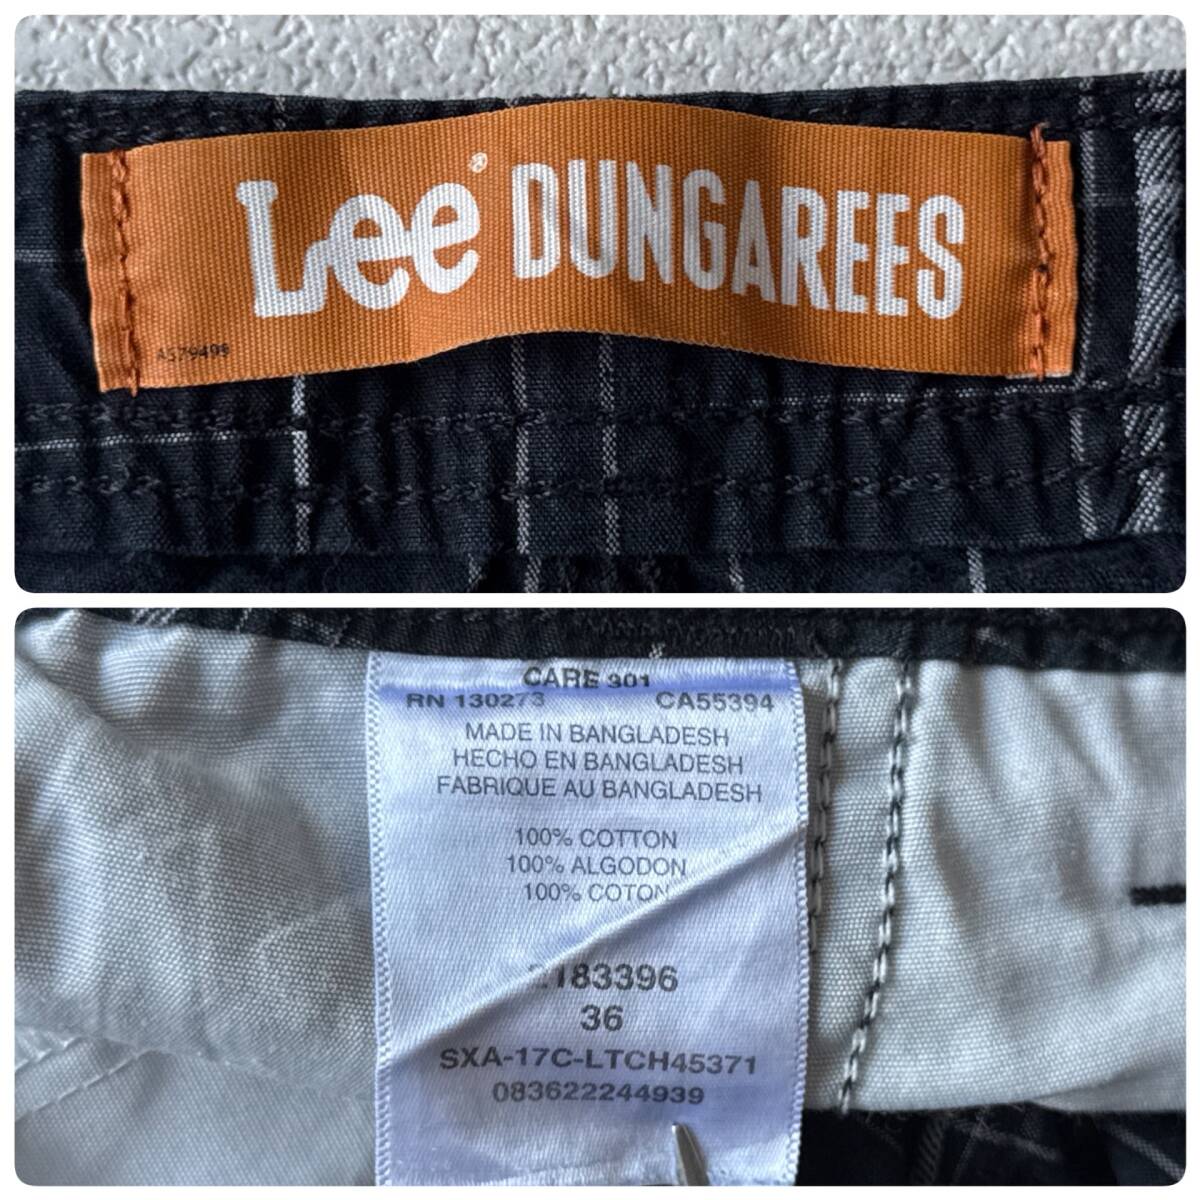 Lee® DUNGAREES
AS79499
CARE 301
RN 130273 CA55394
MADE IN BANGLADESH
HECHO EN BANGLADESH
FABRIQUE AU BANGLADESH
100% COTTON
100% ALGODON
100% COTON
36
SXA-17C-LTCH45371
083622244939